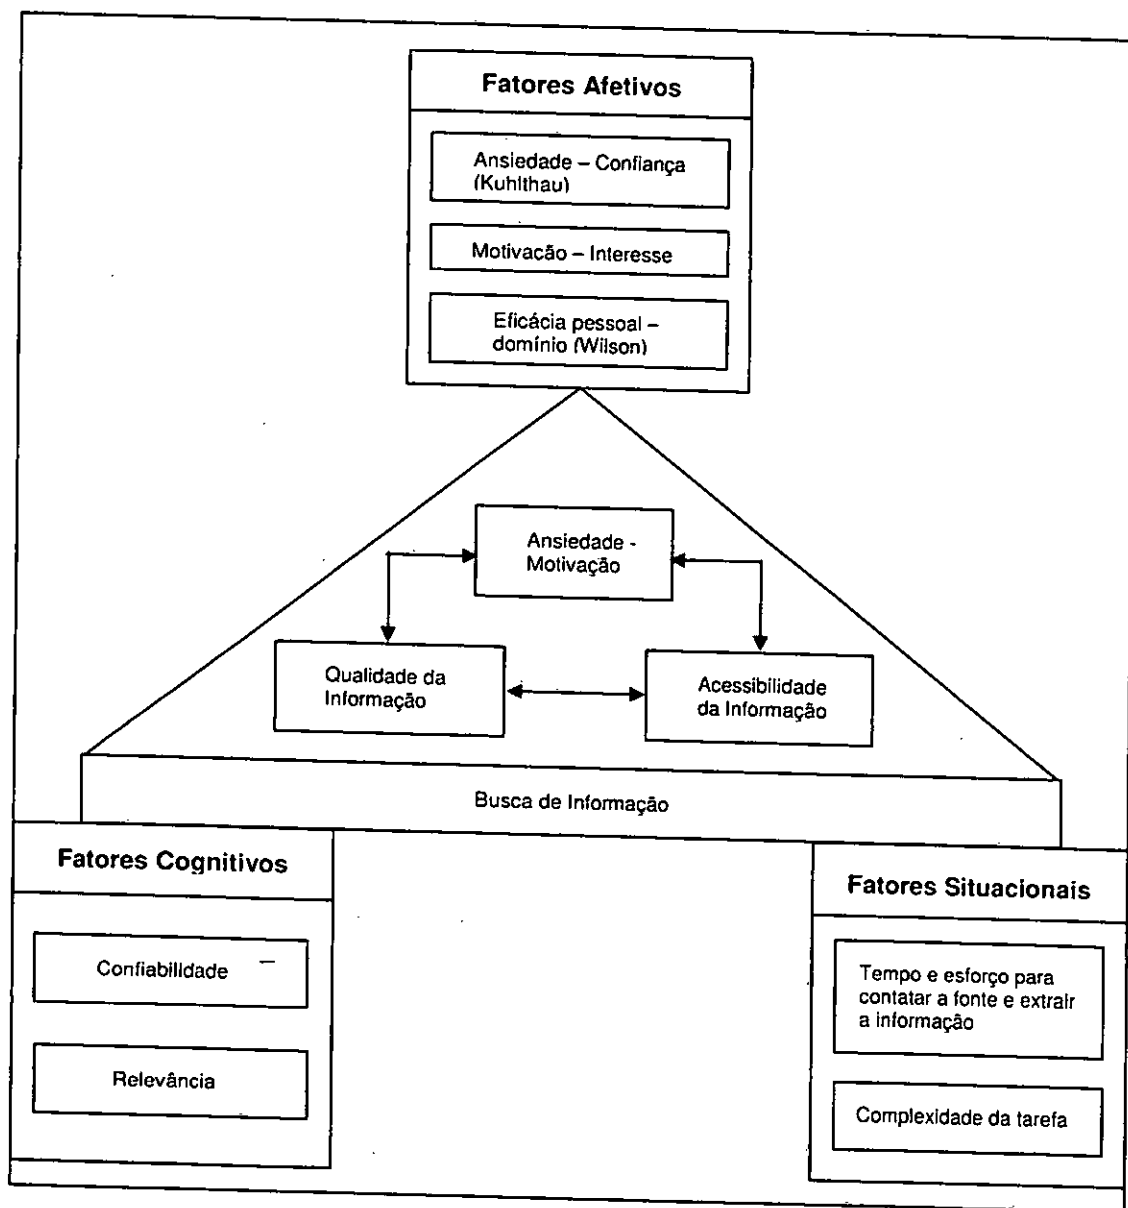 Fatores Afetivos
Ansiedade – Confiança
(Kuhlthau)
Motivação – Interesse
Eficácia pessoal –
domínio (Wilson)
Ansiedade -
Motivação
Qualidade da
Informação
Acessibilidade
da Informação
Busca de Informação
Fatores Cognitivos
Confiabilidade
Relevância
Fatores Situacionais
Tempo e esforço para
contatar a fonte e extrair
a informação
Complexidade da tarefa